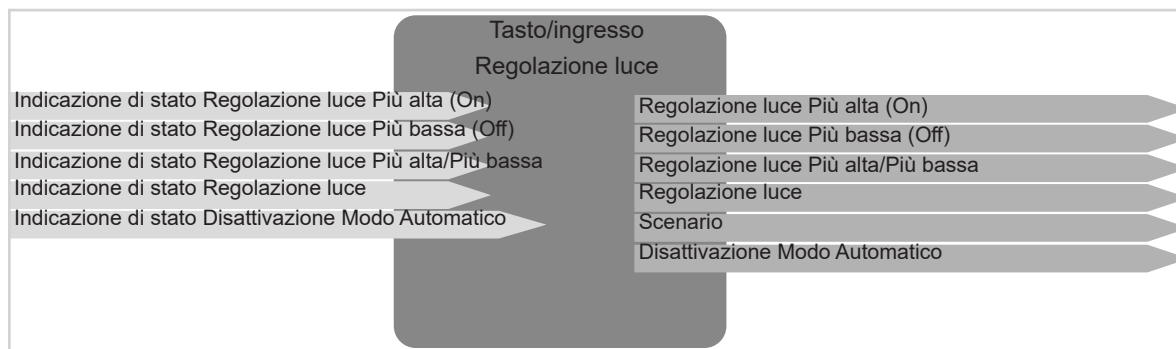 Tasto/ingresso
Regolazione luce
Indicazione di stato Regolazione luce Più alta (On)
Indicazione di stato Regolazione luce Più bassa (Off)
Indicazione di stato Regolazione luce Più alta/Più bassa
Indicazione di stato Regolazione luce
Indicazione di stato Disattivazione Modo Automatico
Regolazione luce Più alta (On)
Regolazione luce Più bassa (Off)
Regolazione luce Più alta/Più bassa
Regolazione luce
Scenario
Disattivazione Modo Automatico